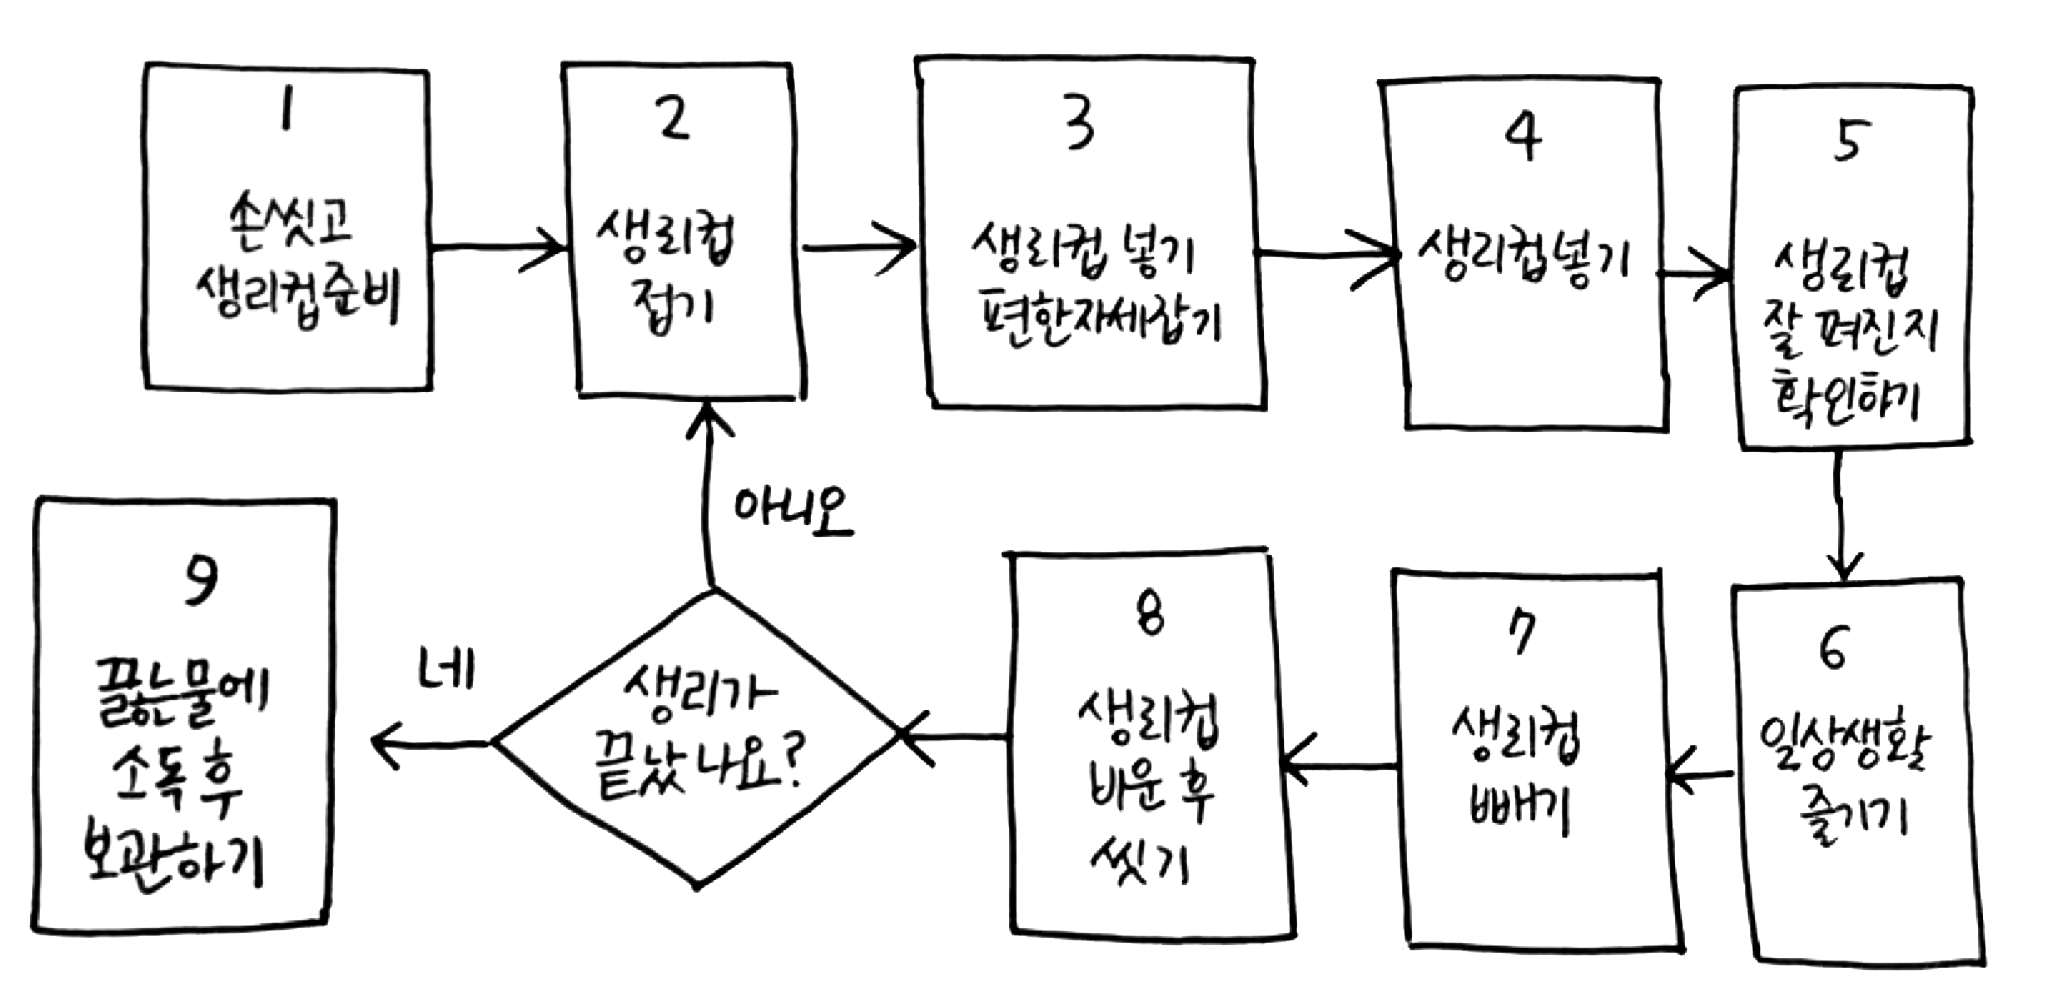 1
손씻고
생리컵준비
2
생리컵
접기
3
생리컵 넣기
편한자세잡기
4
생리컵넣기
5
생리컵
잘 펴진지
확인하기
6
일상생활
즐기기
7
생리컵
빼기
8
생리컵
비운 후
씻기
생리가
끝났나요?
아니오
네
9
끓는물에
소독 후
보관하기